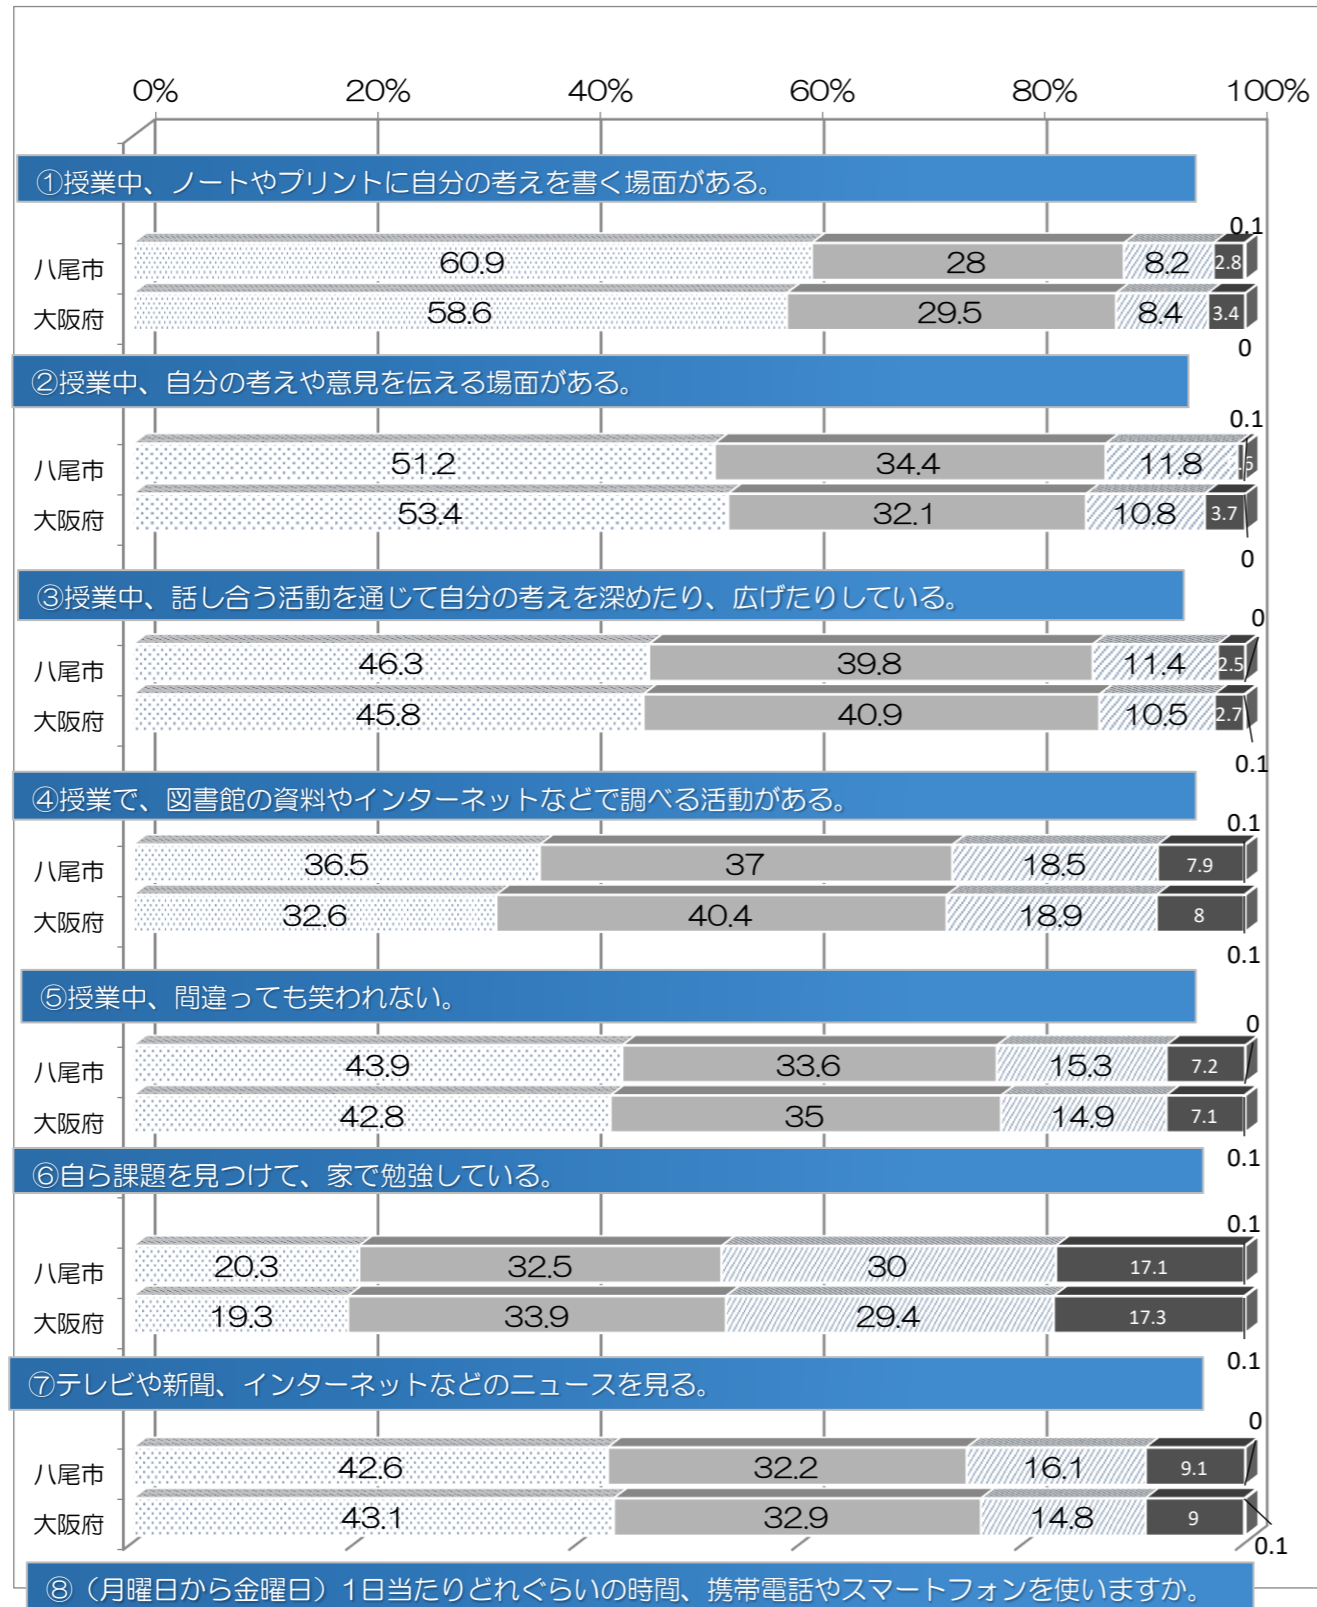 0% 20% 40% 60% 80% 100%
①授業中、ノートやプリントに自分の考えを書く場面がある。
0.1
八尾市 60.9 28 8.2 2.8
大阪府 58.6 29.5 8.4 3.4
0
②授業中、自分の考えや意見を伝える場面がある。
0.1
八尾市 51.2 34.4 11.8
大阪府 53.4 32.1 10.8 3.7
0
③授業中、話し合う活動を通じて自分の考えを深めたり、広げたりしている。
0
八尾市 46.3 39.8 11.4 2.5
大阪府 45.8 40.9 10.5 2.7
0.1
④授業で、図書館の資料やインターネットなどで調べる活動がある。
0.1
八尾市 36.5 37 18.5 7.9
大阪府 32.6 40.4 18.9 8
0.1
⑤授業中、間違っても笑われない。
0
八尾市 43.9 33.6 15.3 7.2
大阪府 42.8 35 14.9 7.1
0.1
⑥自ら課題を見つけて、家で勉強している。
0.1
八尾市 20.3 32.5 30 17.1
大阪府 19.3 33.9 29.4 17.3
0.1
⑦テレビや新聞、インターネットなどのニュースを見る。
0
八尾市 42.6 32.2 16.1 9.1
大阪府 43.1 32.9 14.8 9
0.1
⑧（月曜日から金曜日）1日当たりどれぐらいの時間、携帯電話やスマートフォンを使いますか。